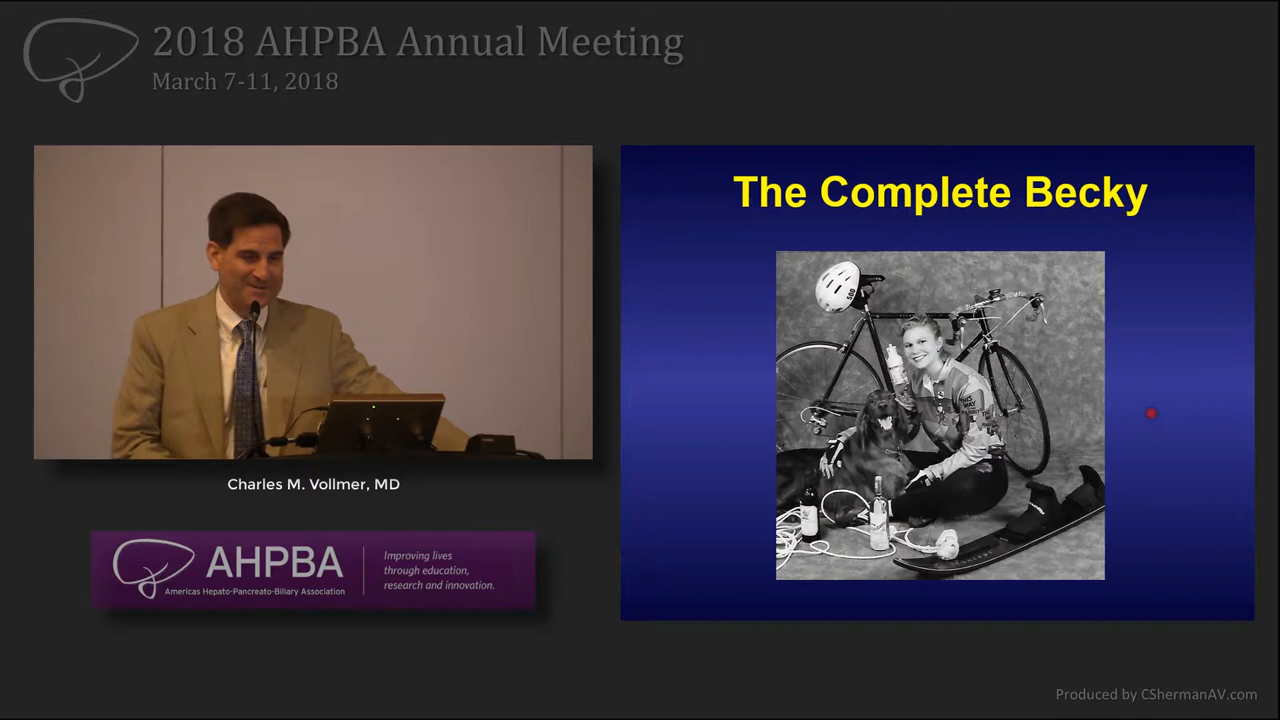 2018 AHPBA Annual Meeting
March 7-11, 2018
The Complete Becky
Charles M. Vollmer, MD
AHPBA
Americas Hepato-Pancreato-Biliary Association
Improving lives
through education,
research and innovation.
Produced by CShermanAV.com